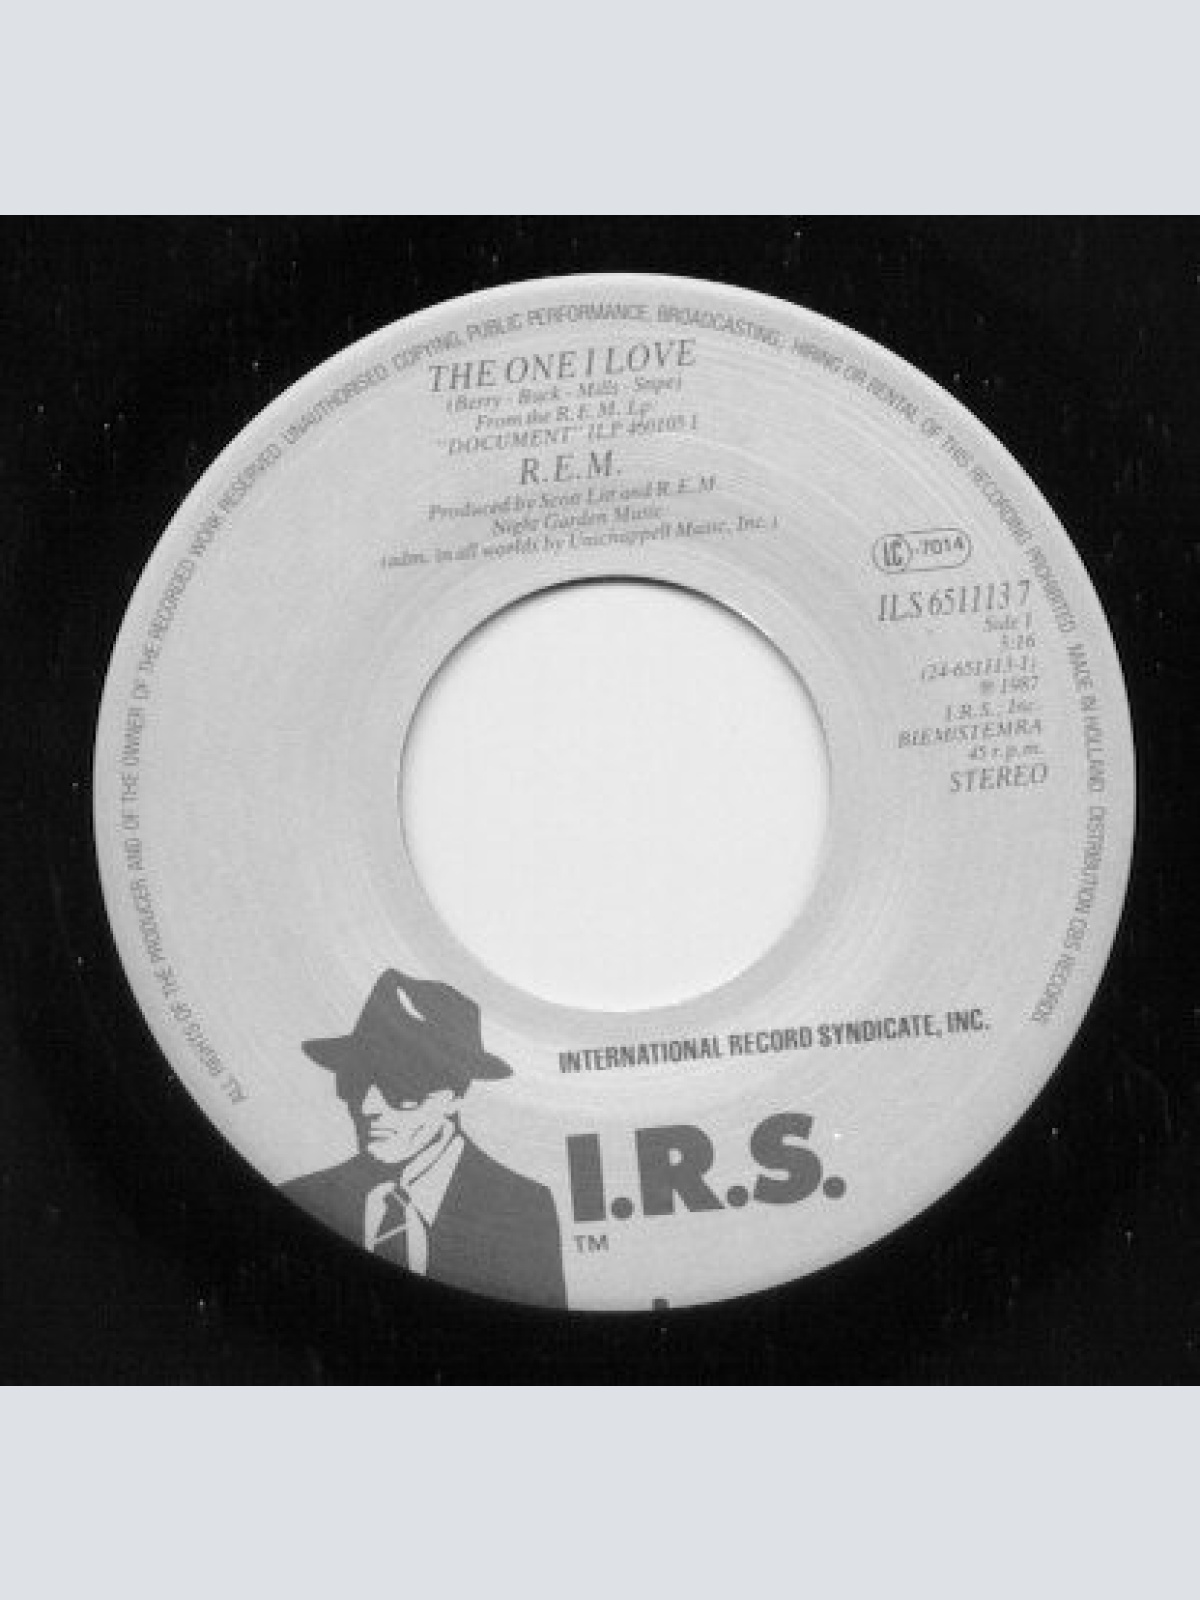 ALL RIGHTS OF THE PRODUCER AND OF THE OWNER OF THE RECORDED WORK RESERVED. UNAUTHORISED COPYING, PUBLIC PERFORMANCE, BROADCASTING, HIRING OR RENTAL OF THIS RECORDING PROHIBITED. MADE IN HOLLAND DISTRIBUTION CBS RECORDS
THE ONE I LOVE
(Berry - Buck - Mills - Stipe)
From the R.E.M. Lp
"DOCUMENT" ILP 4601051
R.E.M.
Produced by Scott Litt and R.E.M
Night Garden Music
(adm. in all worlds by Unichappell Music, Inc.)
LC-7014
ILS 6511137
Side 1
3:16
(24-651113-1)
℗ 1987
I.R.S., Inc.
BIEM/STEMRA
45 r.p.m.
STEREO
INTERNATIONAL RECORD SYNDICATE, INC.
I.R.S.
TM